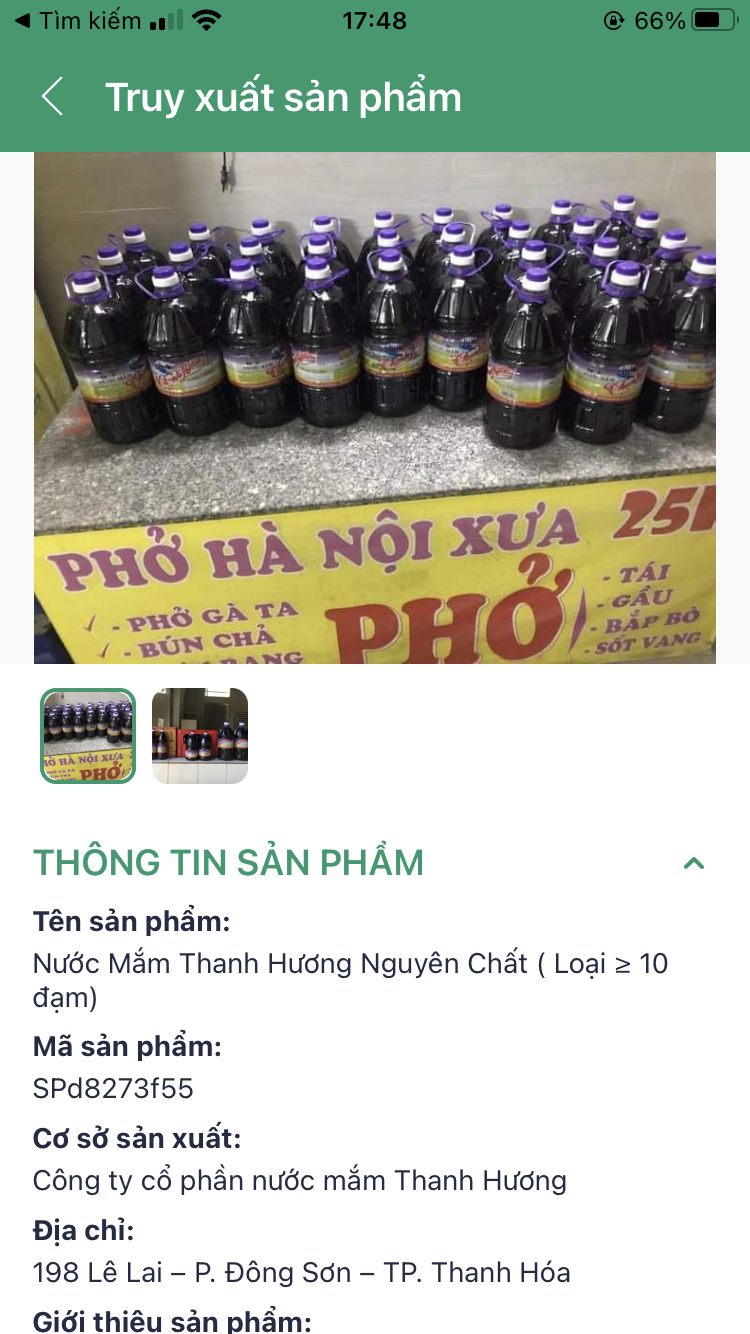 ◀ Tìm kiếm 17:48 66%
Truy xuất sản phẩm
PHỞ HÀ NỘI XƯA 25K
- PHỞ GÀ TA
- BÚN CHẢ
PHỞ
- TÁI
- GẦU
- BẮP BÒ
- SỐT VANG
THÔNG TIN SẢN PHẨM
Tên sản phẩm:
Nước Mắm Thanh Hương Nguyên Chất ( Loại ≥ 10
đạm)
Mã sản phẩm:
SPd8273f55
Cơ sở sản xuất:
Công ty cổ phần nước mắm Thanh Hương
Địa chỉ:
198 Lê Lai – P. Đông Sơn – TP. Thanh Hóa
Giới thiệu sản phẩm: